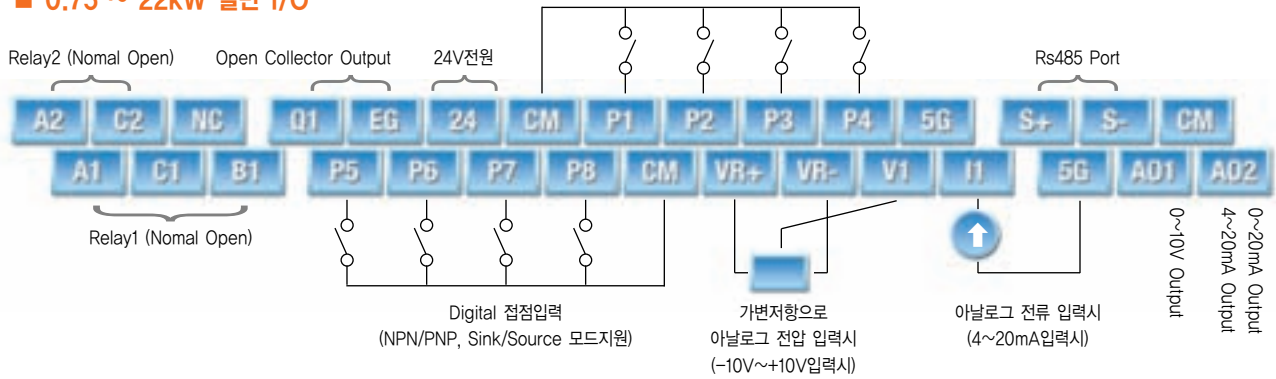 ■ 0.75 ~ 22kW 일반 I/O
Relay2 (Nomal Open)
Open Collector Output
24V전원
Rs485 Port
A2 C2 NC Q1 EG 24 CM P1 P2 P3 P4 5G S+ S- CM
A1 C1 B1 P5 P6 P7 P8 CM VR+ VR- V1 I1 5G AO1 AO2
Relay1 (Nomal Open)
Digital 접점입력
(NPN/PNP, Sink/Source 모드지원)
가변저항으로
아날로그 전압 입력시
(-10V~+10V입력시)
아날로그 전류 입력시
(4~20mA입력시)
0~10V Output
0~20mA Output
4~20mA Output